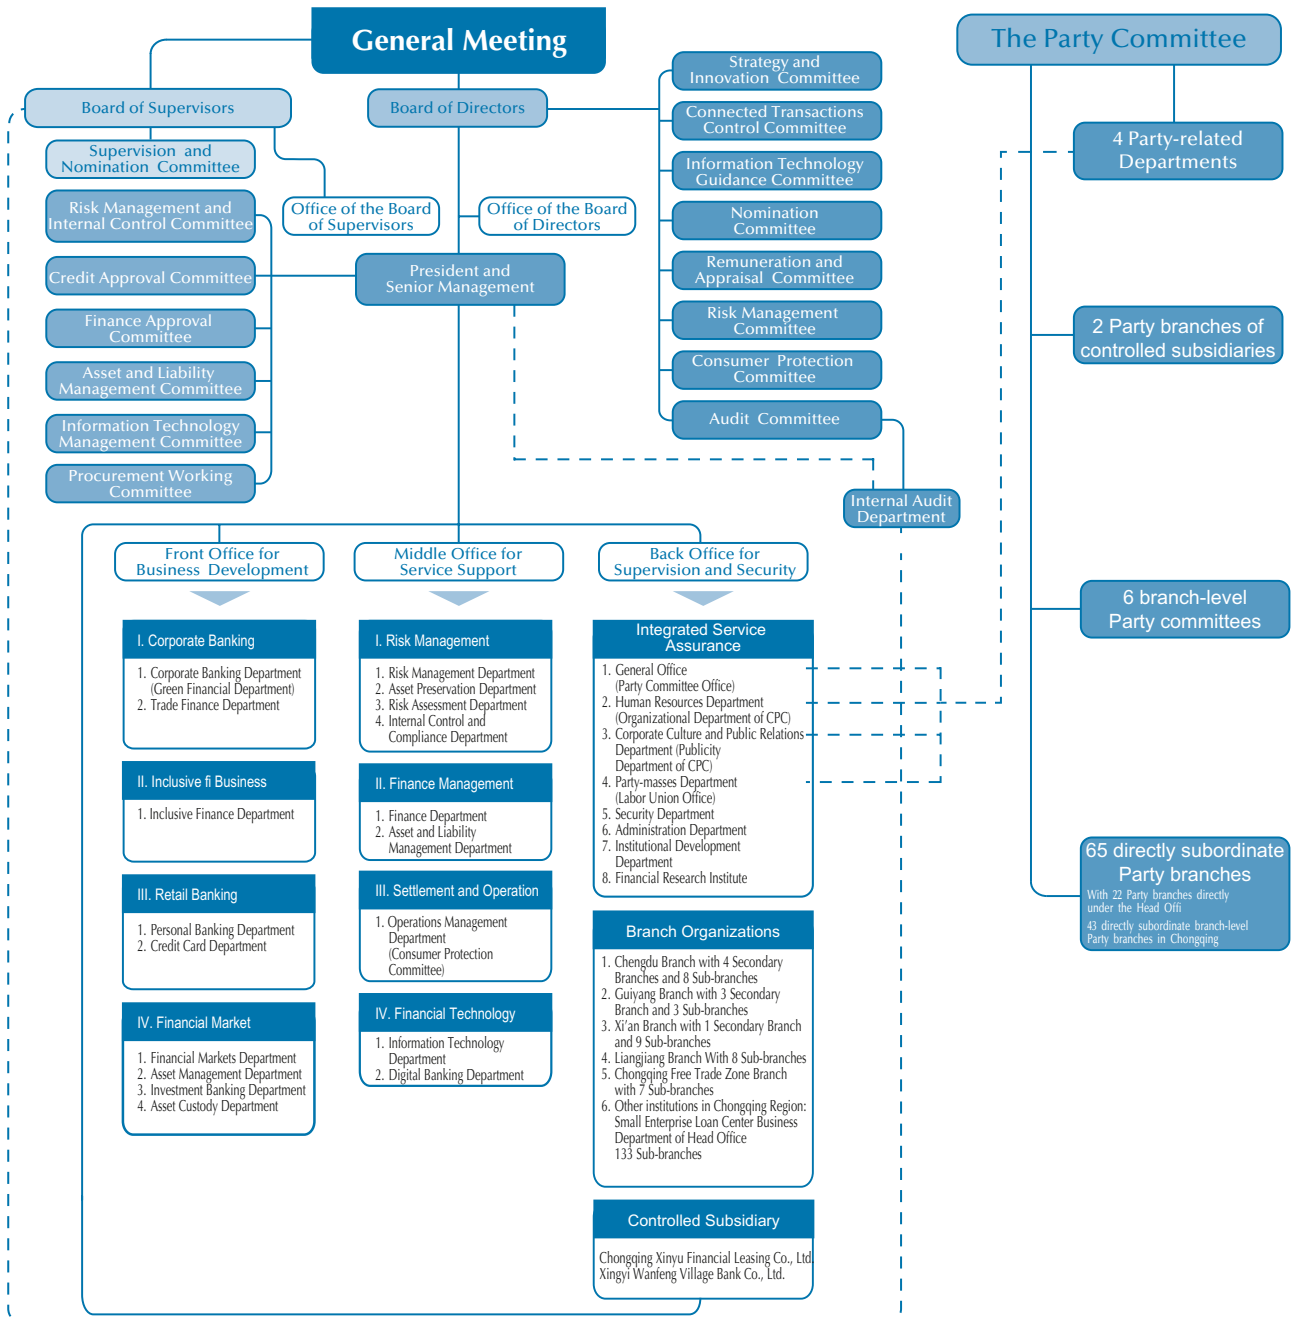 General Meeting
The Party Committee
Board of Supervisors
Board of Directors
Supervision and
Nomination Committee
Risk Management and
Internal Control Committee
Credit Approval Committee
Finance Approval
Committee
Asset and Liability
Management Committee
Information Technology
Management Committee
Procurement Working
Committee
Office of the Board
of Supervisors
Office of the Board
of Directors
President and
Senior Management
Strategy and
Innovation Committee
Connected Transactions
Control Committee
Information Technology
Guidance Committee
Nomination
Committee
Remuneration and
Appraisal Committee
Risk Management
Committee
Consumer Protection
Committee
Audit Committee
Internal Audit
Department
4 Party-related
Departments
2 Party branches of
controlled subsidiaries
6 branch-level
Party committees
65 directly subordinate
Party branches
With 22 Party branches directly
under the Head Offi
43 directly subordinate branch-level
Party branches in Chongqing
Front Office for
Business Development
I. Corporate Banking
1. Corporate Banking Department
(Green Financial Department)
2. Trade Finance Department
II. Inclusive fi Business
1. Inclusive Finance Department
III. Retail Banking
1. Personal Banking Department
2. Credit Card Department
IV. Financial Market
1. Financial Markets Department
2. Asset Management Department
3. Investment Banking Department
4. Asset Custody Department
Middle Office for
Service Support
I. Risk Management
1. Risk Management Department
2. Asset Preservation Department
3. Risk Assessment Department
4. Internal Control and
Compliance Department
II. Finance Management
1. Finance Department
2. Asset and Liability
Management Department
III. Settlement and Operation
1. Operations Management
Department
(Consumer Protection
Committee)
IV. Financial Technology
1. Information Technology
Department
2. Digital Banking Department
Back Office for
Supervision and Security
Integrated Service
Assurance
1. General Office
(Party Committee Office)
2. Human Resources Department
(Organizational Department of CPC)
3. Corporate Culture and Public Relations
Department (Publicity
Department of CPC)
4. Party-masses Department
(Labor Union Office)
5. Security Department
6. Administration Department
7. Institutional Development
Department
8. Financial Research Institute
Branch Organizations
1. Chengdu Branch with 4 Secondary
Branches and 8 Sub-branches
2. Guiyang Branch with 3 Secondary
Branch and 3 Sub-branches
3. Xi’an Branch with 1 Secondary Branch
and 9 Sub-branches
4. Liangjiang Branch With 8 Sub-branches
5. Chongqing Free Trade Zone Branch
with 7 Sub-branches
6. Other institutions in Chongqing Region:
Small Enterprise Loan Center Business
Department of Head Office
133 Sub-branches
Controlled Subsidiary
Chongqing Xinyu Financial Leasing Co., Ltd.
Xingyi Wanfeng Village Bank Co., Ltd.